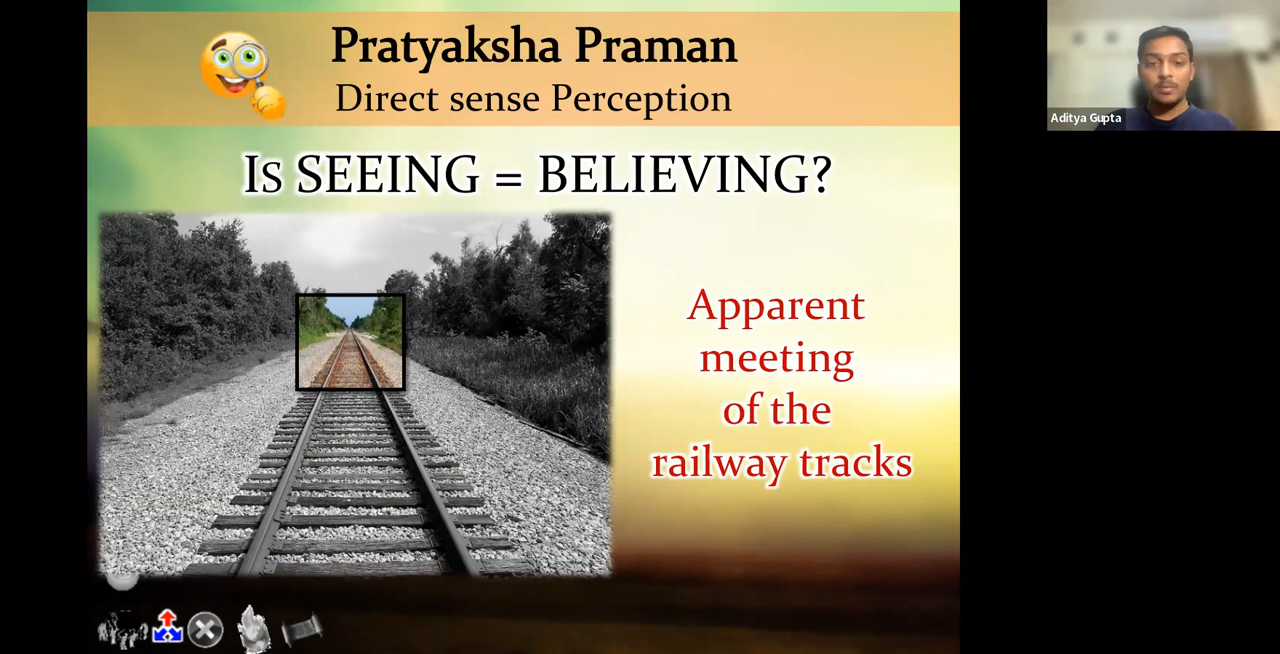 Pratyaksha Praman
Direct sense Perception
Is SEEING = BELIEVING?
Apparent
meeting
of the
railway tracks
Aditya Gupta